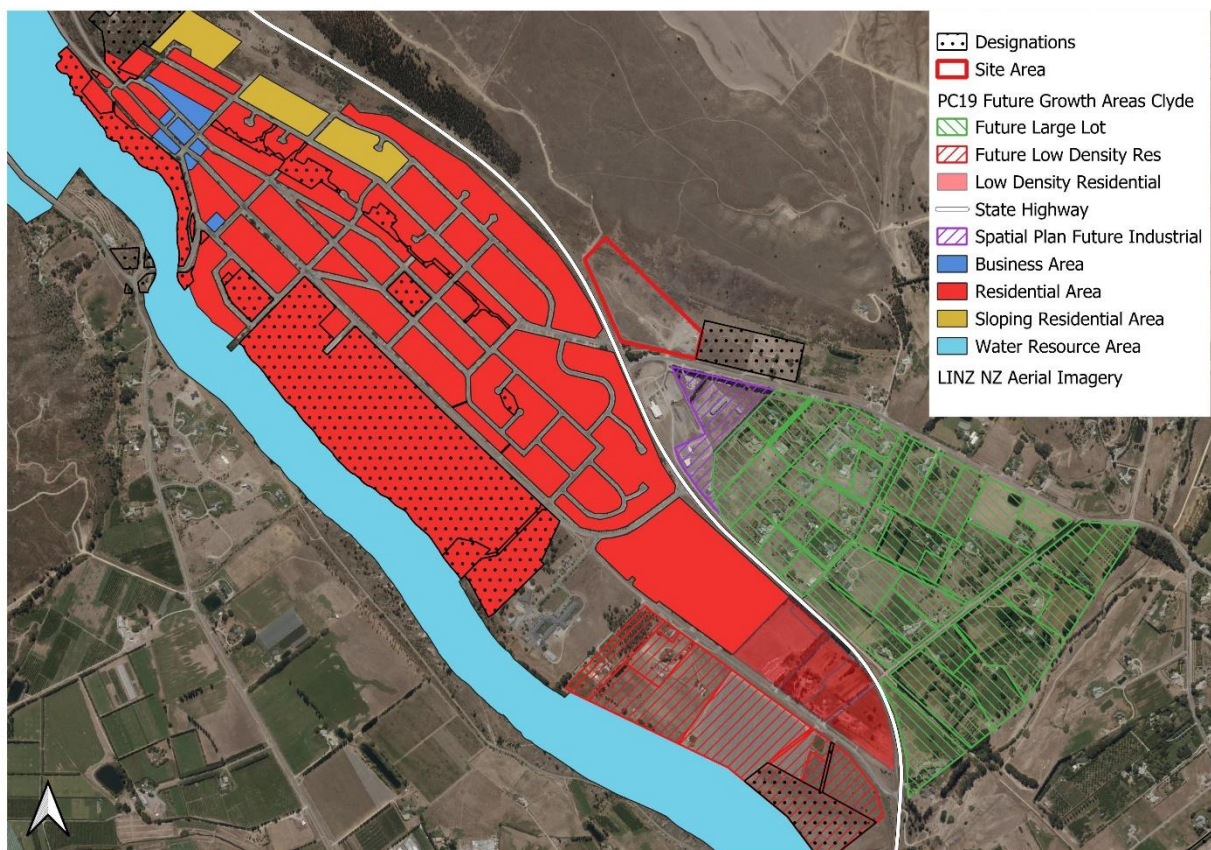 Designations
Site Area
PC19 Future Growth Areas Clyde
Future Large Lot
Future Low Density Res
Low Density Residential
State Highway
Spatial Plan Future Industrial
Business Area
Residential Area
Sloping Residential Area
Water Resource Area
LINZ NZ Aerial Imagery